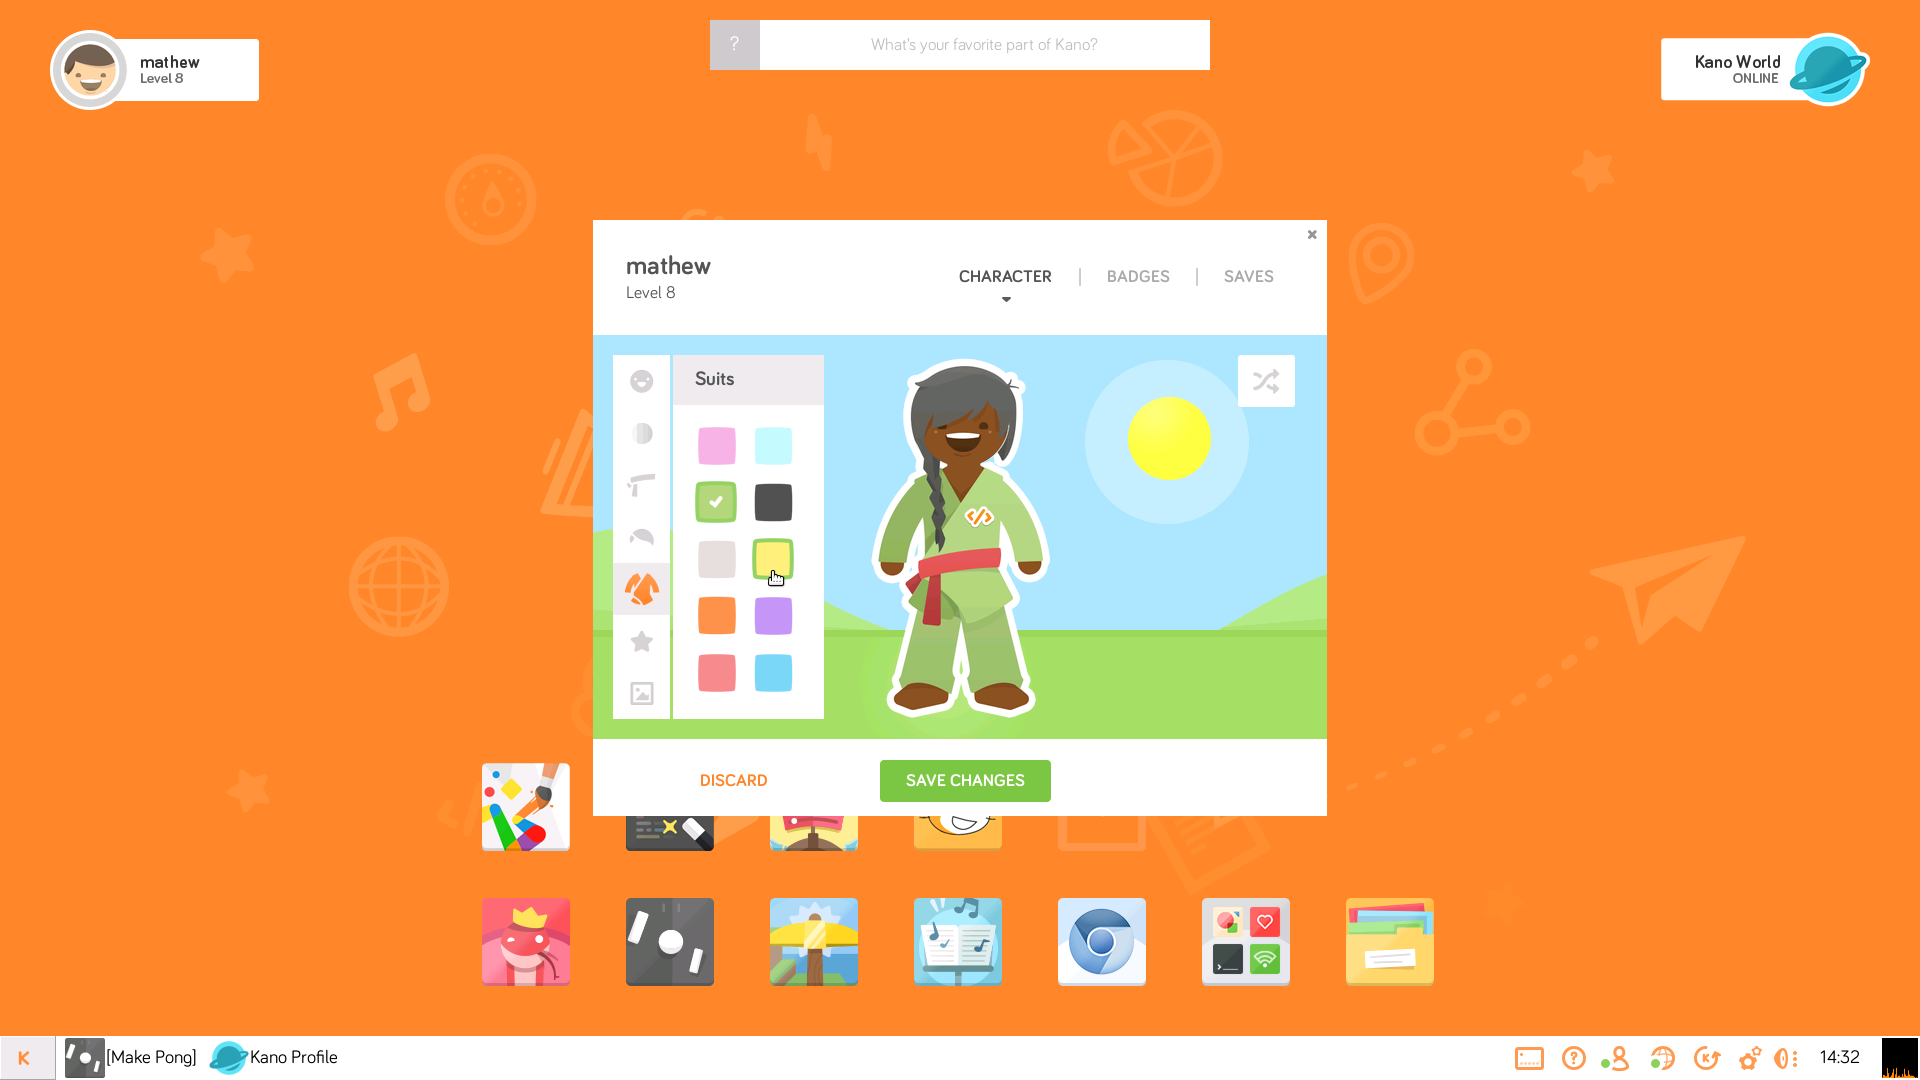 mathew
Level 8
?
What's your favorite part of Kano?
Kano World
ONLINE
mathew
Level 8
CHARACTER | BADGES | SAVES
Suits
DISCARD
SAVE CHANGES
[Make Pong]
Kano Profile
14:32